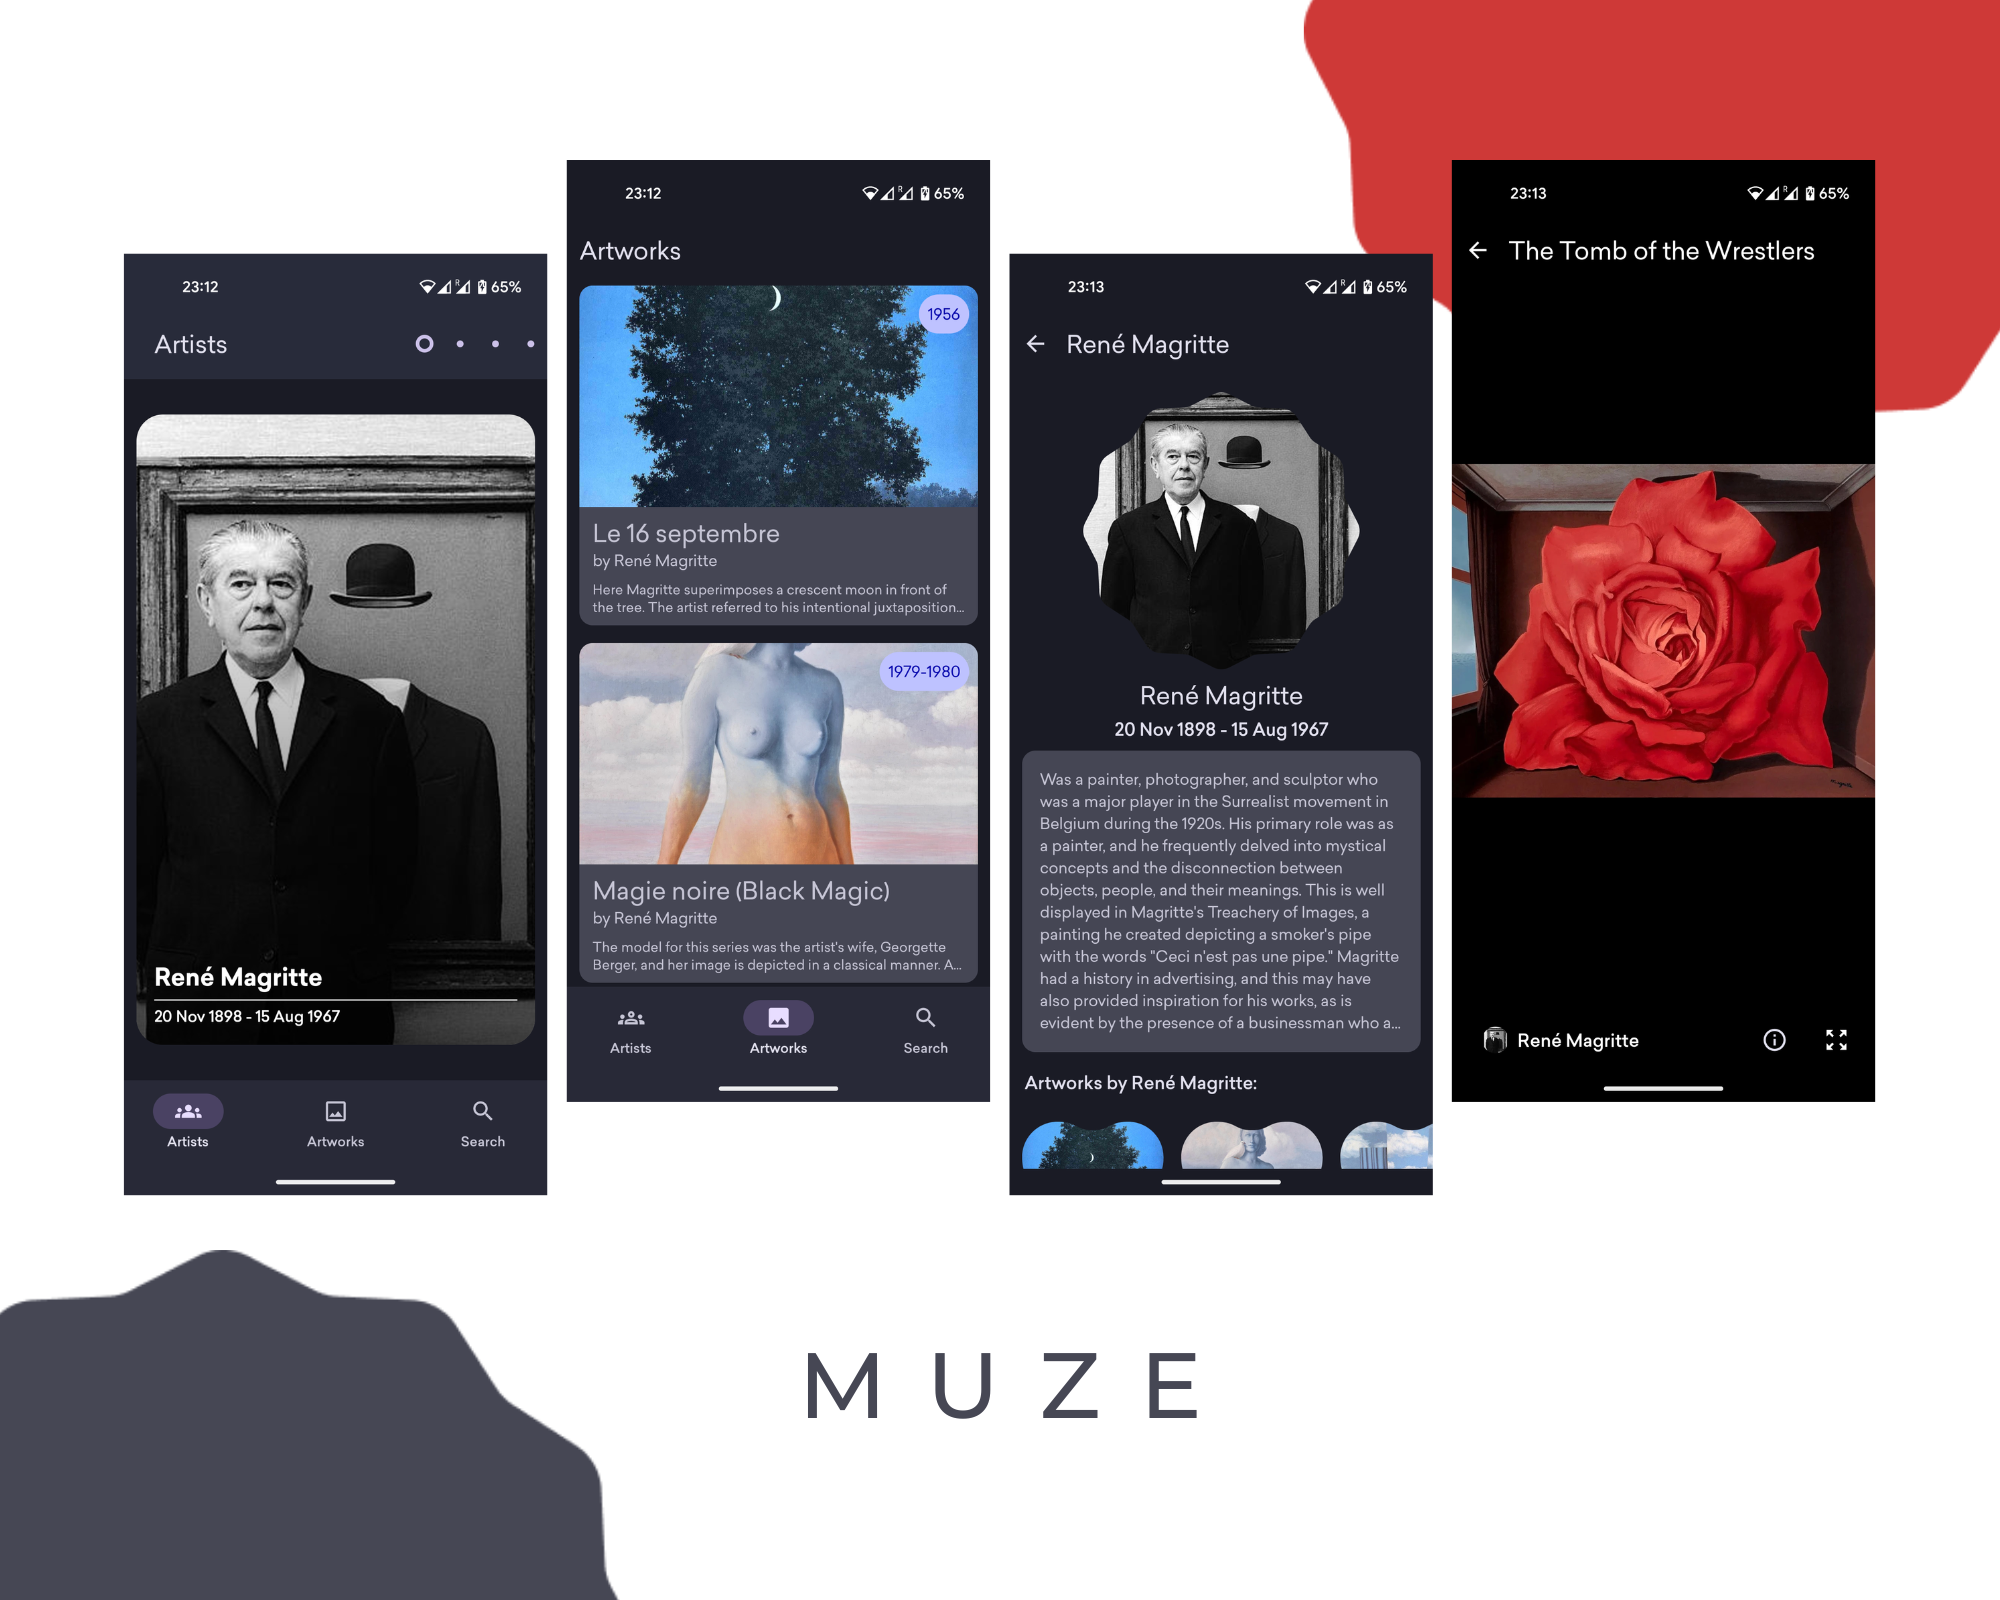 23:12
R
65%
Artists
René Magritte
20 Nov 1898 - 15 Aug 1967
Artists
Artworks
Search
23:12
R
65%
Artworks
1956
Le 16 septembre
by René Magritte
Here Magritte superimposes a crescent moon in front of
the tree. The artist referred to his intentional juxtaposition...
1979-1980
Magie noire (Black Magic)
by René Magritte
The model for this series was the artist's wife, Georgette
Berger, and her image is depicted in a classical manner. A...
Artists
Artworks
Search
23:13
R
65%
René Magritte
René Magritte
20 Nov 1898 - 15 Aug 1967
Was a painter, photographer, and sculptor who
was a major player in the Surrealist movement in
Belgium during the 1920s. His primary role was as
a painter, and he frequently delved into mystical
concepts and the disconnection between
objects, people, and their meanings. This is well
displayed in Magritte's Treachery of Images, a
painting he created depicting a smoker's pipe
with the words "Ceci n'est pas une pipe." Magritte
had a history in advertising, and this may have
also provided inspiration for his works, as is
evident by the presence of a businessman who a...
Artworks by René Magritte:
23:13
R
65%
The Tomb of the Wrestlers
René Magritte
MUZE